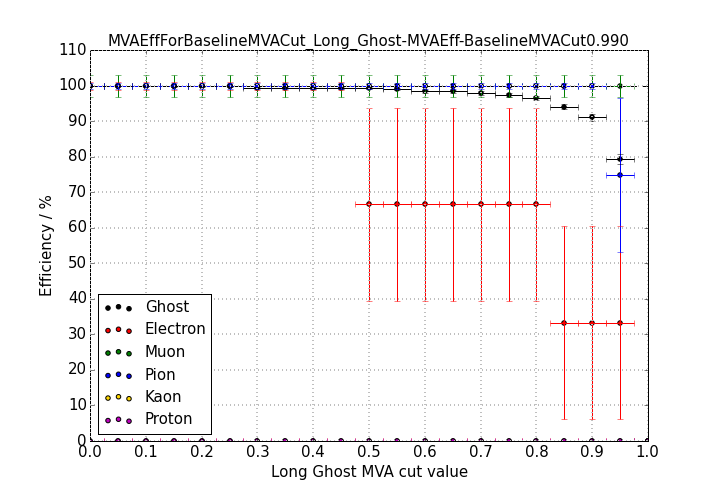 MVAEffForBaselineMVACut_Long_Ghost-MVAEff-BaselineMVACut0.990
110
100
90
80
70
60
50
40
30
20
10
0
Efficiency / %
Ghost
Electron
Muon
Pion
Kaon
Proton
0.0 0.1 0.2 0.3 0.4 0.5 0.6 0.7 0.8 0.9 1.0
Long Ghost MVA cut value